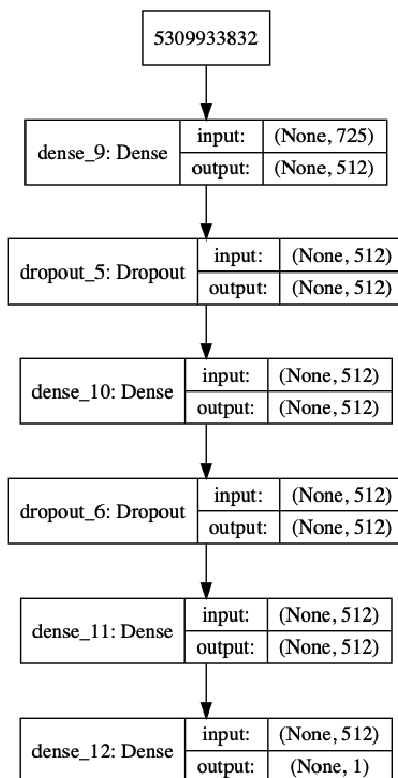 5309933832
dense_9: Dense
input: (None, 725)
output: (None, 512)
dropout_5: Dropout
input: (None, 512)
output: (None, 512)
dense_10: Dense
input: (None, 512)
output: (None, 512)
dropout_6: Dropout
input: (None, 512)
output: (None, 512)
dense_11: Dense
input: (None, 512)
output: (None, 512)
dense_12: Dense
input: (None, 512)
output: (None, 1)